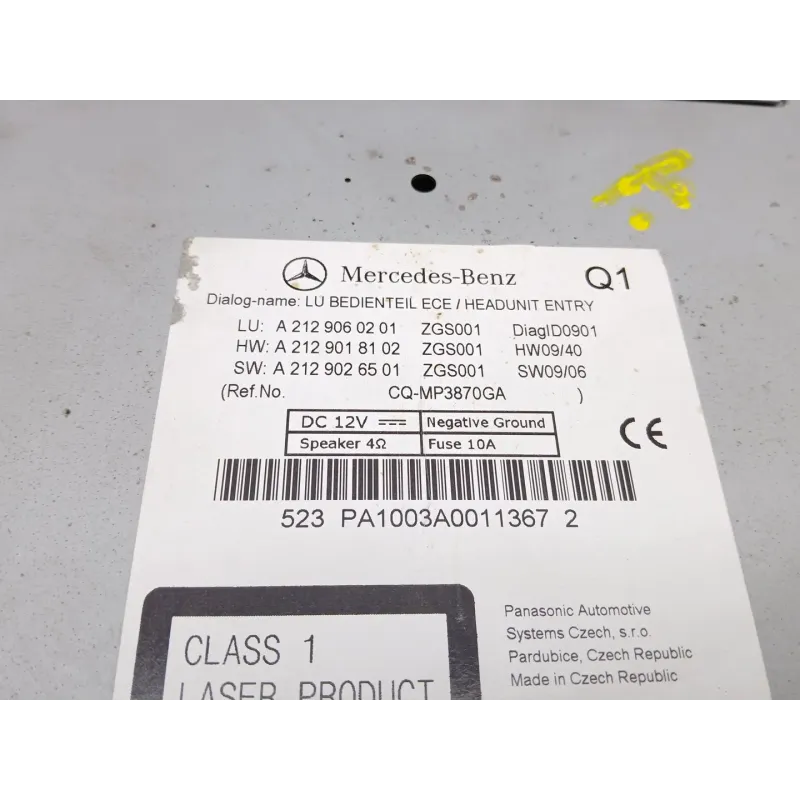 Mercedes-Benz Q1
Dialog-name: LU BEDIENTEIL ECE / HEADUNIT ENTRY
LU: A 212 906 02 01 ZGS001 DiagID0901
HW: A 212 901 81 02 ZGS001 HW09/40
SW: A 212 902 65 01 ZGS001 SW09/06
(Ref.No. CQ-MP3870GA )
DC 12V Negative Ground
Speaker 4Ω Fuse 10A
CE
523 PA1003A0011367 2
CLASS 1
LASER PRODUCT
Panasonic Automotive
Systems Czech, s.r.o.
Pardubice, Czech Republic
Made in Czech Republic